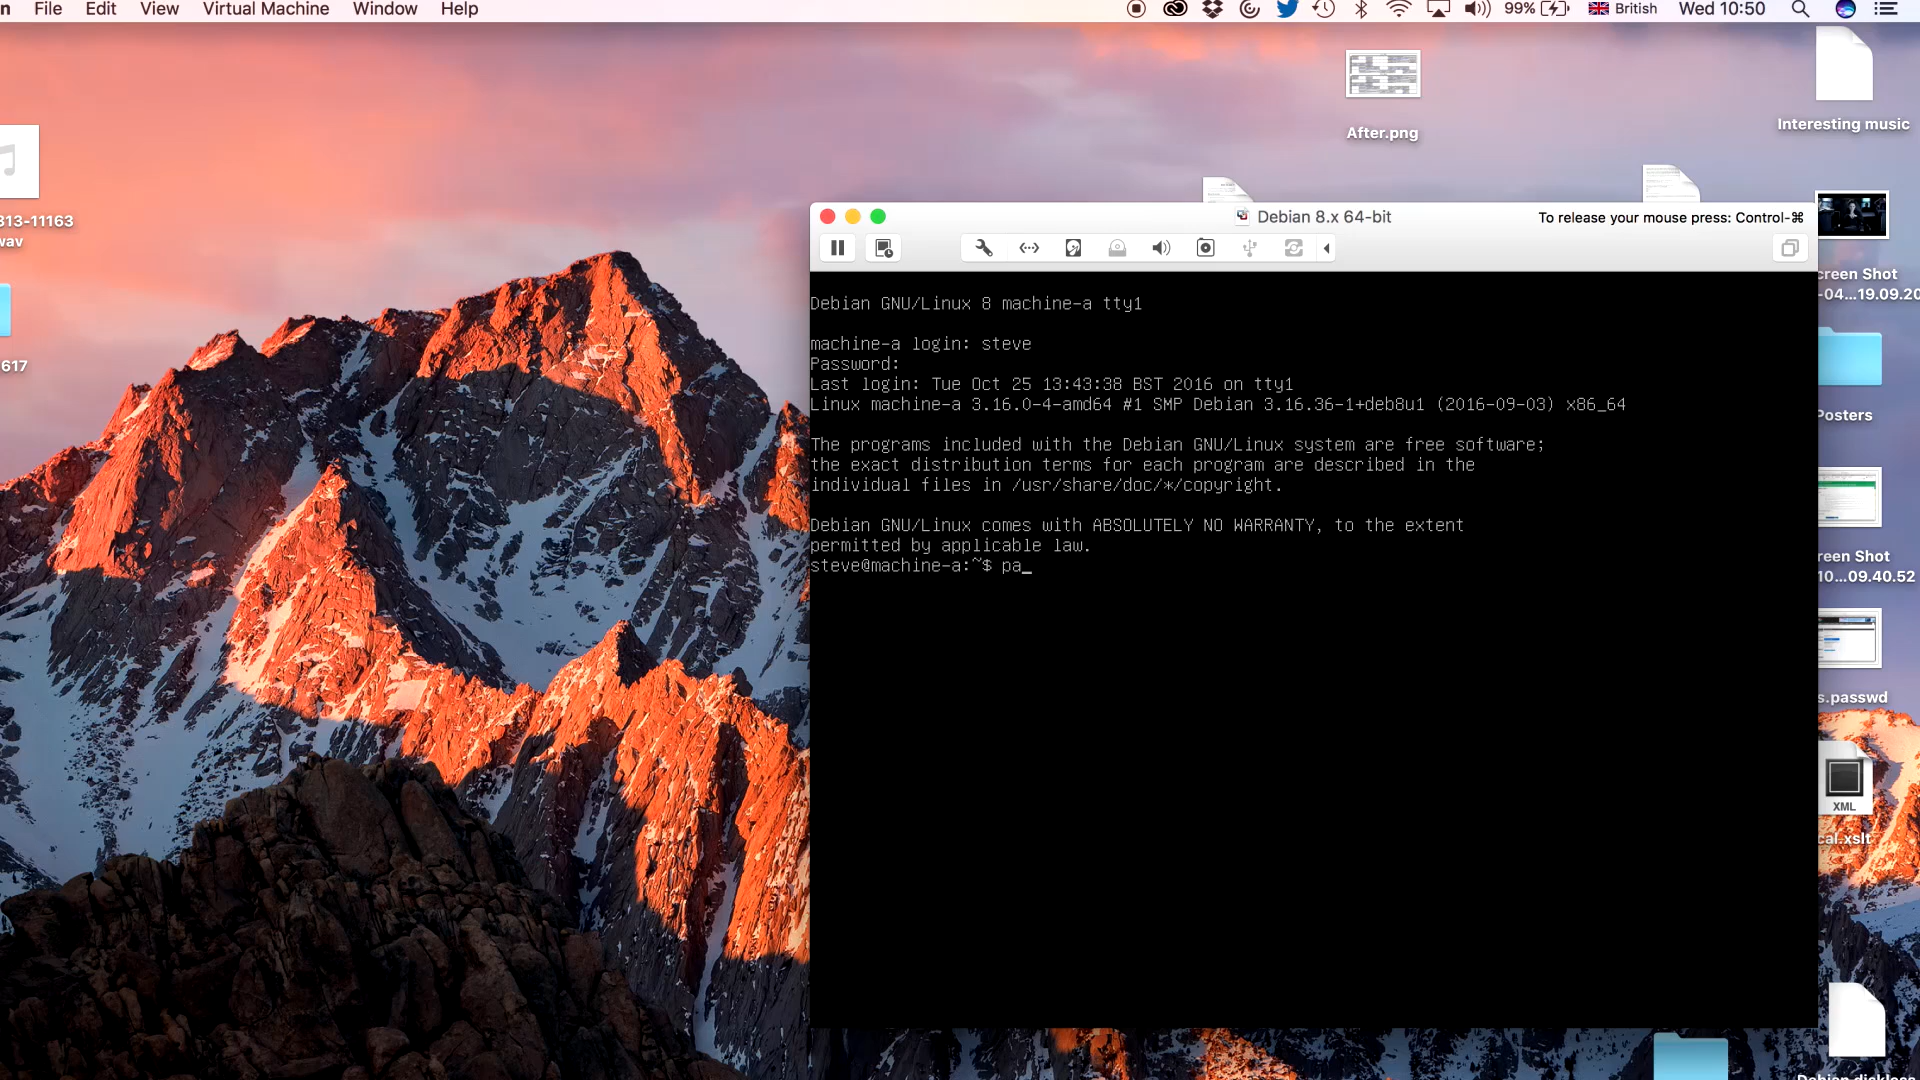 File Edit View Virtual Machine Window Help 99% British Wed 10:50
After.png
Interesting music
313-11163
wav
617
Debian 8.x 64-bit
To release your mouse press: Control-⌘
Debian GNU/Linux 8 machine-a tty1
machine-a login: steve
Password:
Last login: Tue Oct 25 13:43:38 BST 2016 on tty1
Linux machine-a 3.16.0-4-amd64 #1 SMP Debian 3.16.36-1+deb8u1 (2016-09-03) x86_64
The programs included with the Debian GNU/Linux system are free software;
the exact distribution terms for each program are described in the
individual files in /usr/share/doc/*/copyright.
Debian GNU/Linux comes with ABSOLUTELY NO WARRANTY, to the extent
permitted by applicable law.
steve@machine-a:~$ pa_
creen Shot
-04...19.09.20
Posters
reen Shot
10...09.40.52
s.passwd
XML
cal.xslt